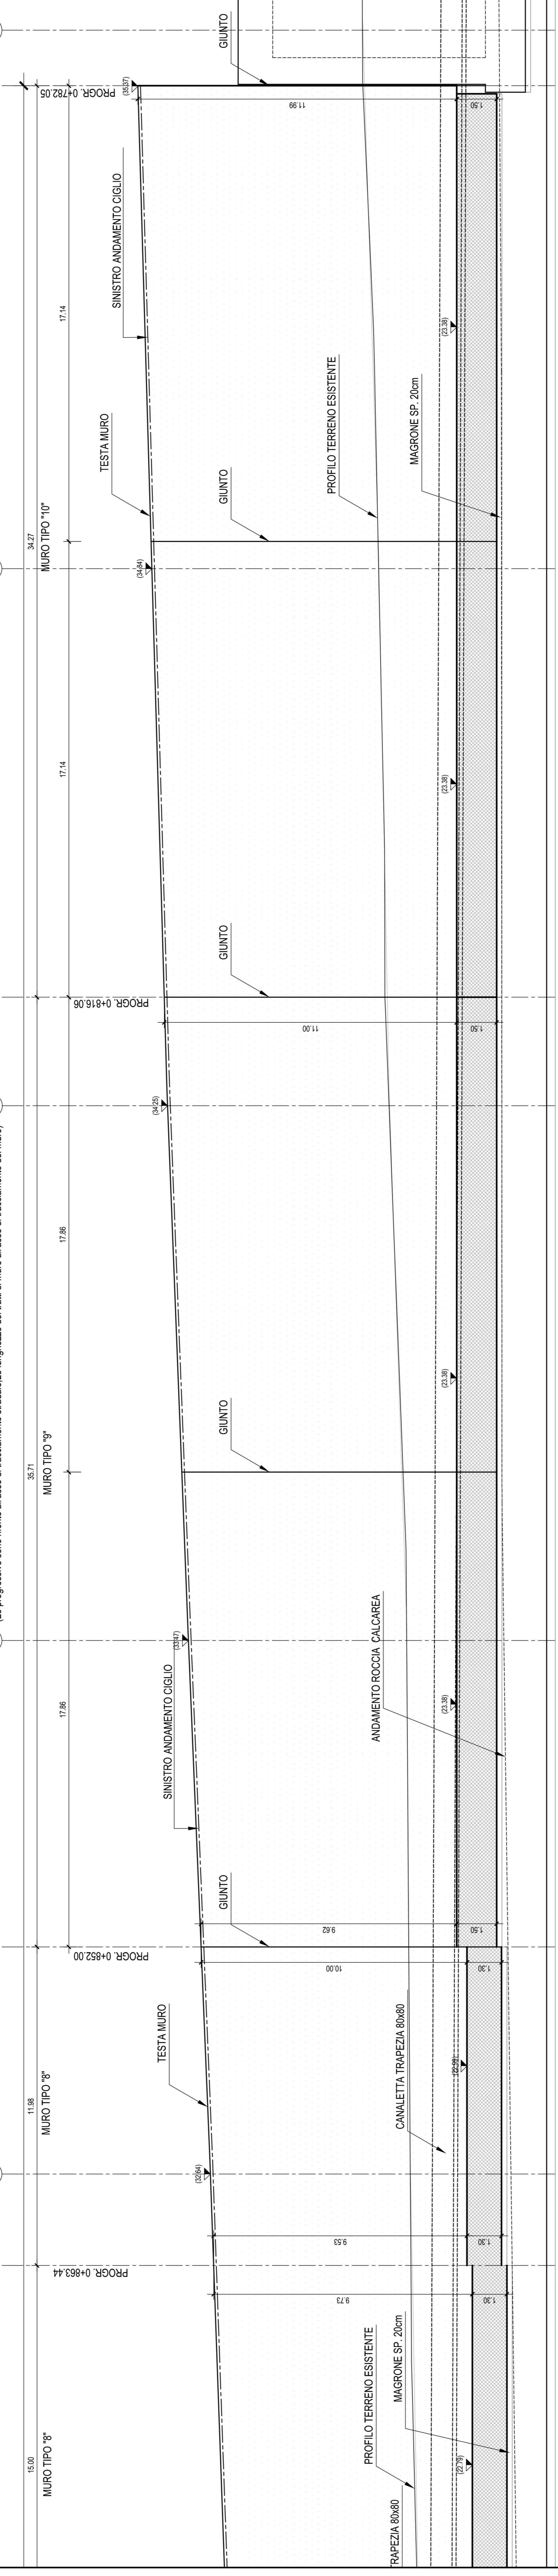 GIUNTO
PROGR. 0+782.05
(35.37)
11.99
1.50
SINISTRO ANDAMENTO CIGLIO
17.14
(23.38)
PROFILO TERRENO ESISTENTE
MAGRONE SP. 20cm
TESTA MURO
GIUNTO
34.27
MURO TIPO "10"
(34.84)
17.14
(23.38)
GIUNTO
PROGR. 0+816.06
11.00
1.50
(34.25)
17.86
(23.38)
GIUNTO
35.71
MURO TIPO "9"
ANDAMENTO ROCCIA CALCAREA
(33.47)
SINISTRO ANDAMENTO CIGLIO
17.86
(23.38)
GIUNTO
9.62
1.50
PROGR. 0+852.00
10.00
1.30
TESTA MURO
CANALETTA TRAPEZIA 80x80
11.98
MURO TIPO "8"
(32.64)
9.53
1.30
PROGR. 0+863.44
9.73
1.30
PROFILO TERRENO ESISTENTE
MAGRONE SP. 20cm
15.00
MURO TIPO "8"
(22.79)
TRAPEZIA 80x80